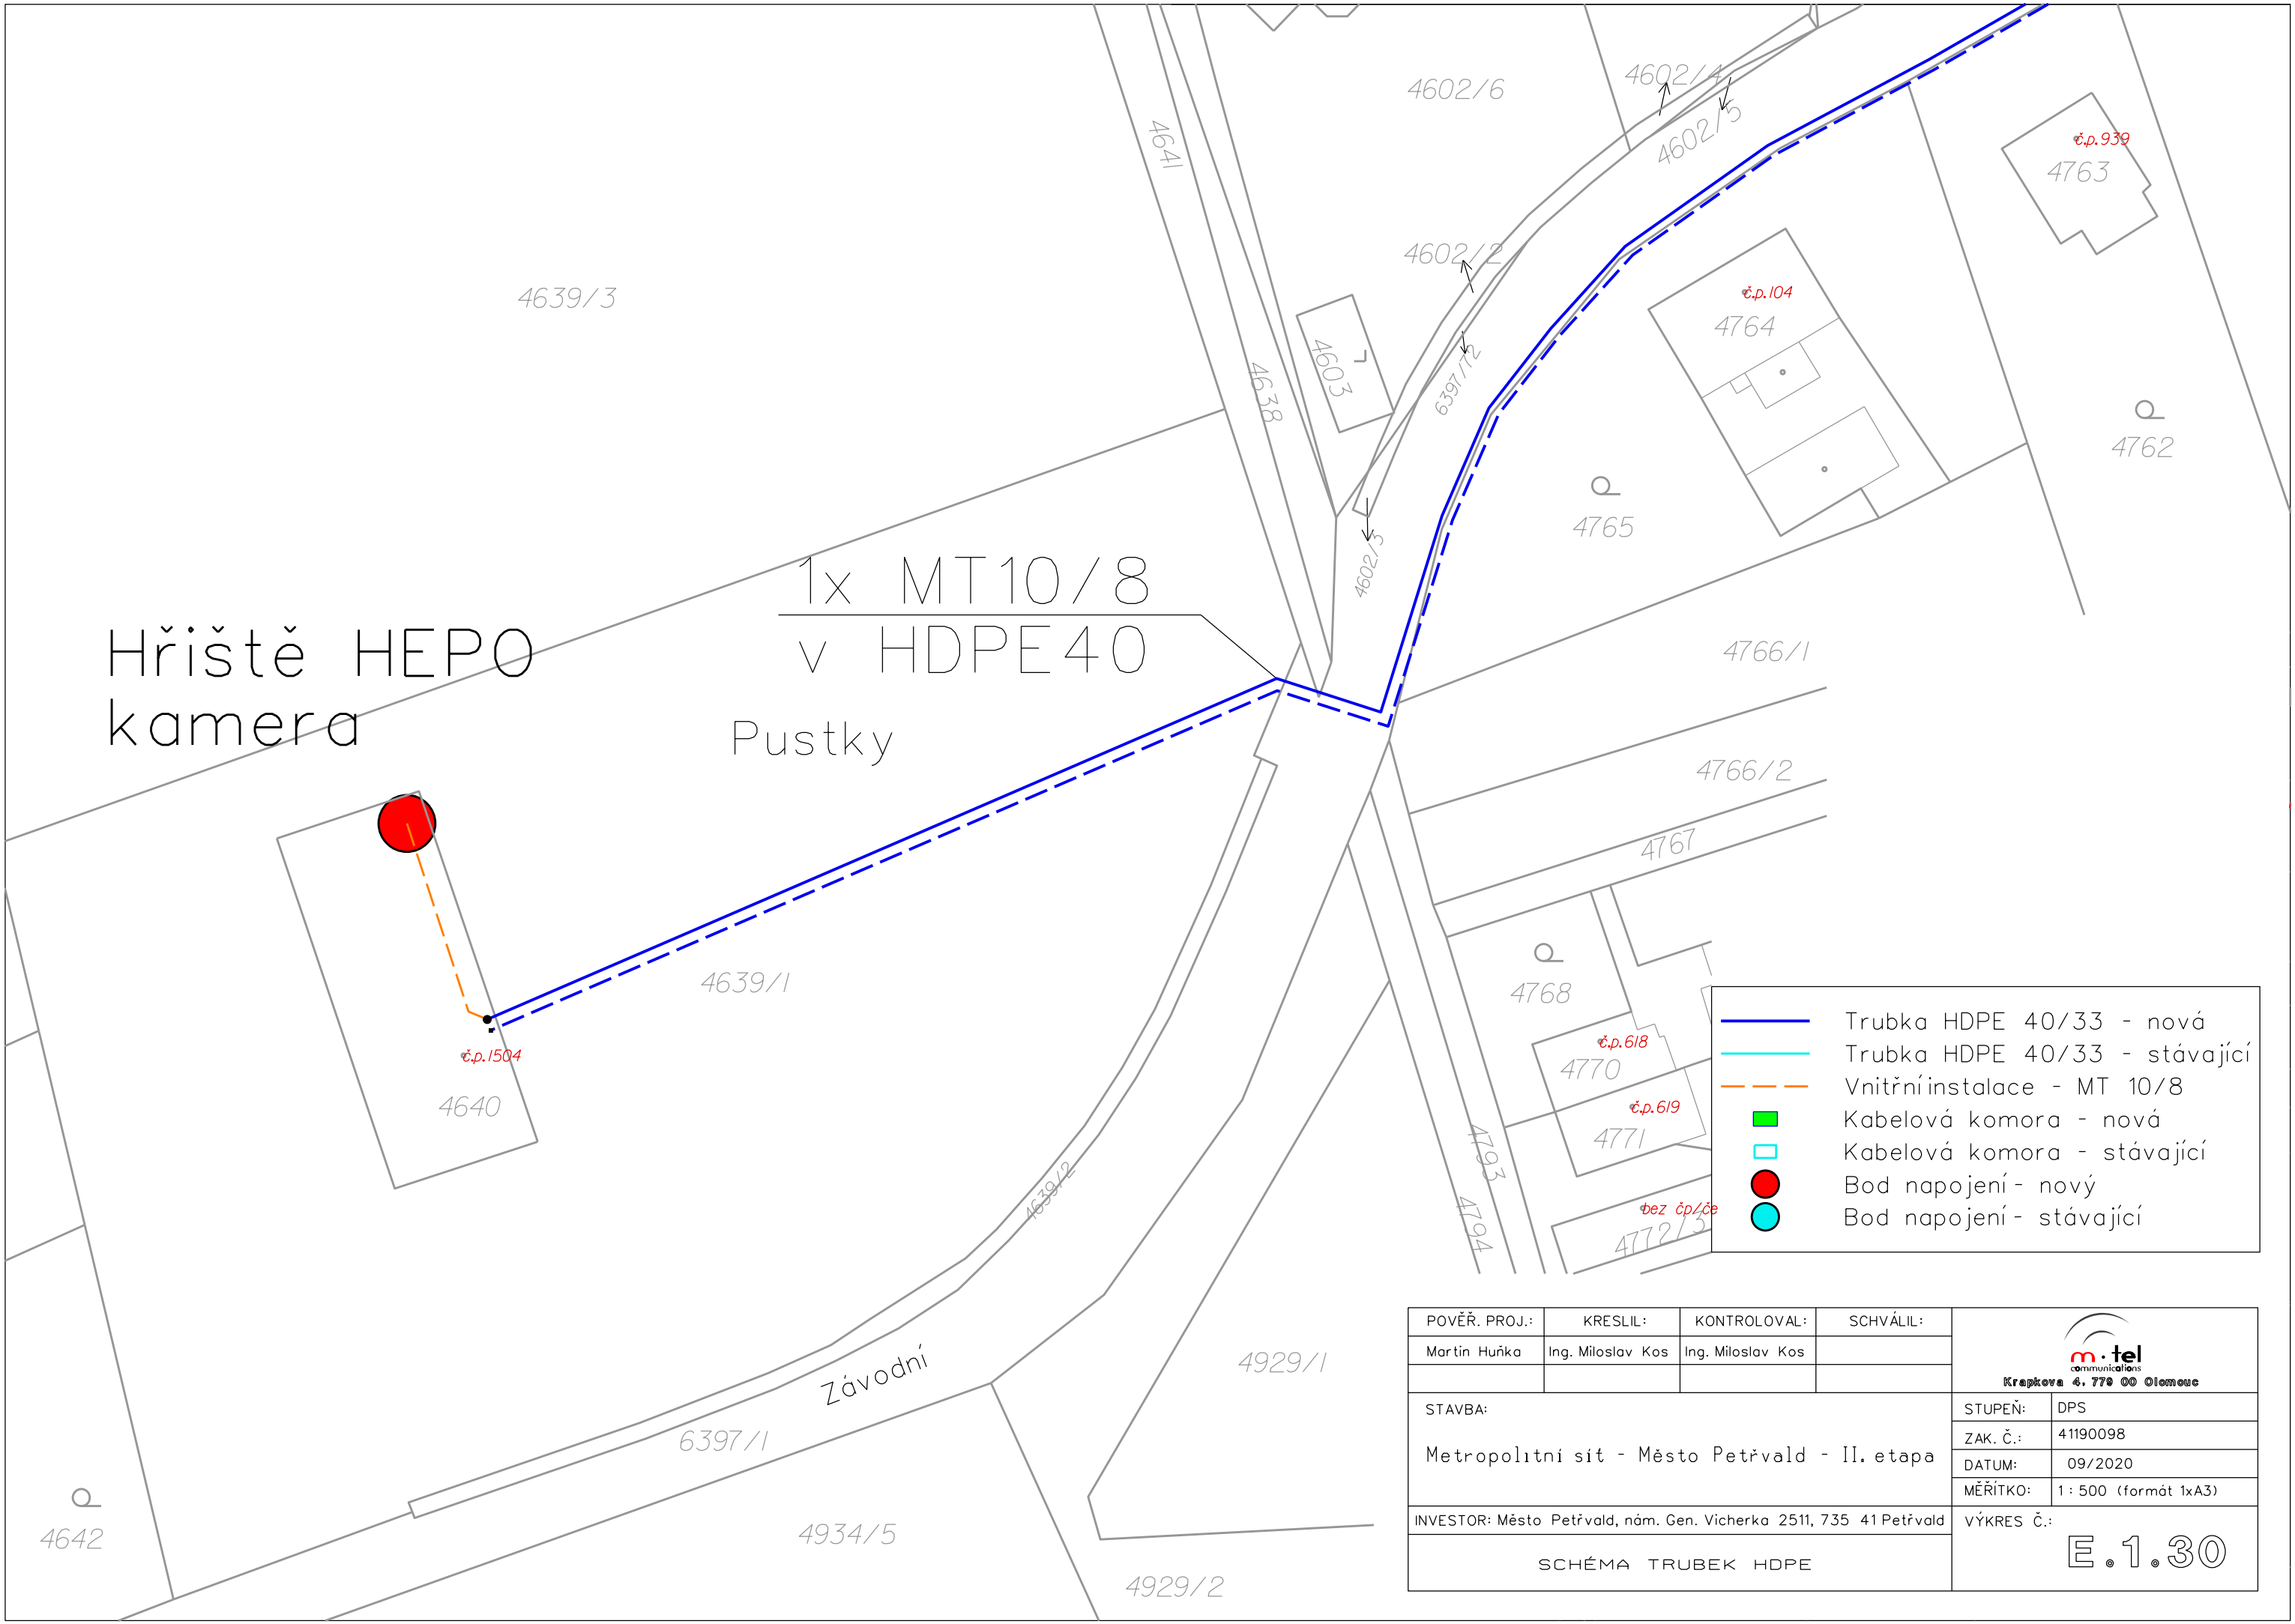 4602/6
4602/4
4602/5
4641
č.p.939
4763
4602/2
4639/3
č.p.104
4764
4603
6397/72
4638
4762
4765
4602/3
1x MT10/8
v HDPE40
Hřiště HEPO
kamera
Pustky
4766/1
4766/2
4767
4639/1
4768
č.p.1504
4640
č.p.618
4770
č.p.619
4771
4793
4794
bez čp/če
4772/3
4639/2
Závodní
4929/1
6397/1
4934/5
4929/2
4642
Trubka HDPE 40/33 - nová
Trubka HDPE 40/33 - stávající
Vnitřní instalace - MT 10/8
Kabelová komora - nová
Kabelová komora - stávající
Bod napojení - nový
Bod napojení - stávající
POVĚŘ. PROJ.: KRESLIL: KONTROLOVAL: SCHVÁLIL:
Martin Huňka Ing. Miloslav Kos Ing. Miloslav Kos
m·tel
communications
Krapkova 4, 779 00 Olomouc
STAVBA:
Metropolitní síť - Město Petřvald - II. etapa
STUPEŇ: DPS
ZAK. Č.: 41190098
DATUM: 09/2020
MĚŘÍTKO: 1 : 500 (formát 1xA3)
INVESTOR: Město Petřvald, nám. Gen. Vicherka 2511, 735 41 Petřvald
VÝKRES Č.:
E.1.30
SCHÉMA TRUBEK HDPE